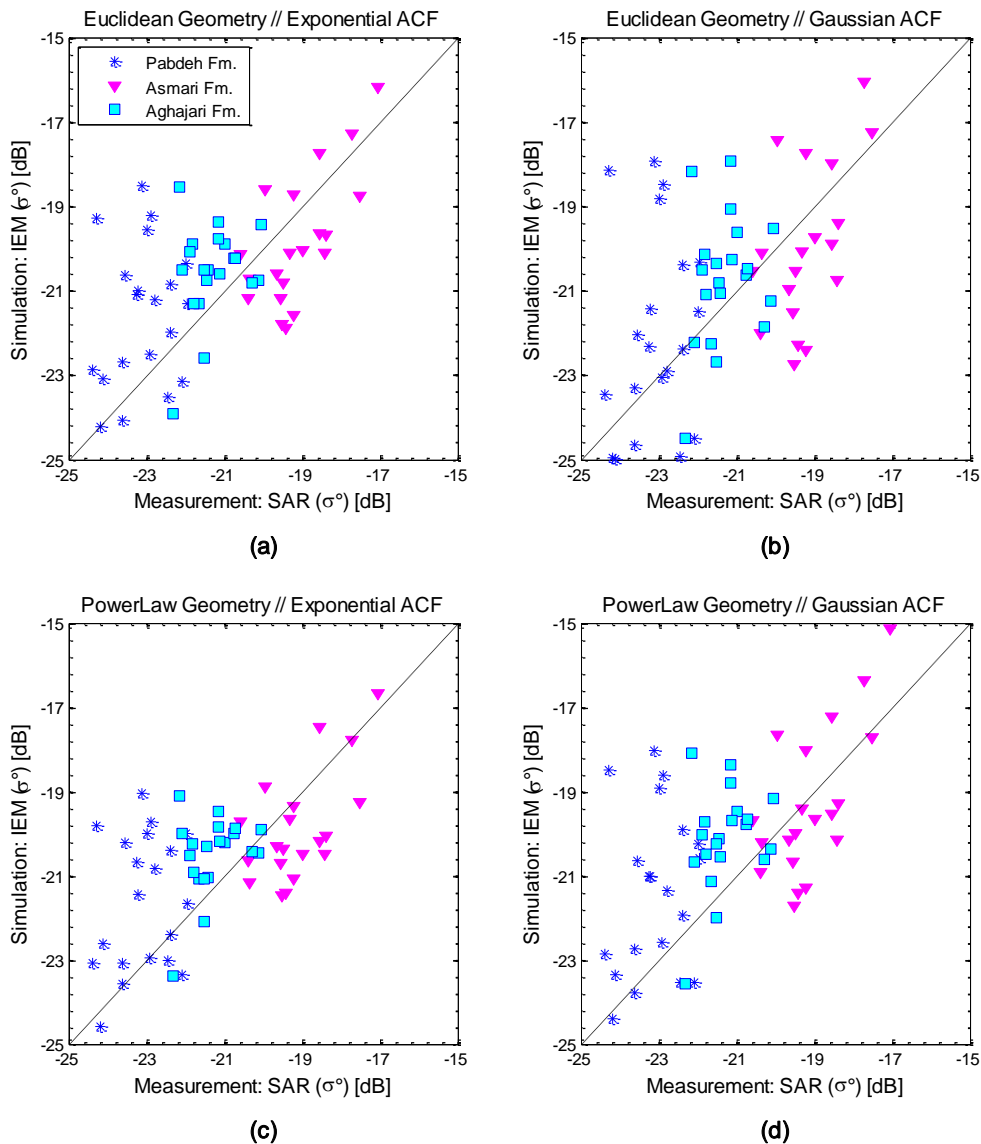 Euclidean Geometry // Exponential ACF
-15
-17
-19
-21
-23
-25
Simulation: IEM (σ°) [dB]
Pabdeh Fm.
Asmari Fm.
Aghajari Fm.
-25 -23 -21 -19 -17 -15
Measurement: SAR (σ°) [dB]
(a)
Euclidean Geometry // Gaussian ACF
-15
-17
-19
-21
-23
-25
Simulation: IEM (σ°) [dB]
-25 -23 -21 -19 -17 -15
Measurement: SAR (σ°) [dB]
(b)
PowerLaw Geometry // Exponential ACF
-15
-17
-19
-21
-23
-25
Simulation: IEM (σ°) [dB]
-25 -23 -21 -19 -17 -15
Measurement: SAR (σ°) [dB]
(c)
PowerLaw Geometry // Gaussian ACF
-15
-17
-19
-21
-23
-25
Simulation: IEM (σ°) [dB]
-25 -23 -21 -19 -17 -15
Measurement: SAR (σ°) [dB]
(d)